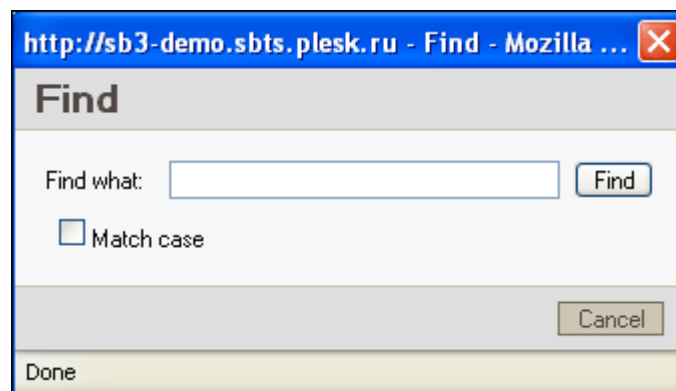 http://sb3-demo.sbts.plesk.ru - Find - Mozilla ...
Find
Find what: Find
Match case
Cancel
Done